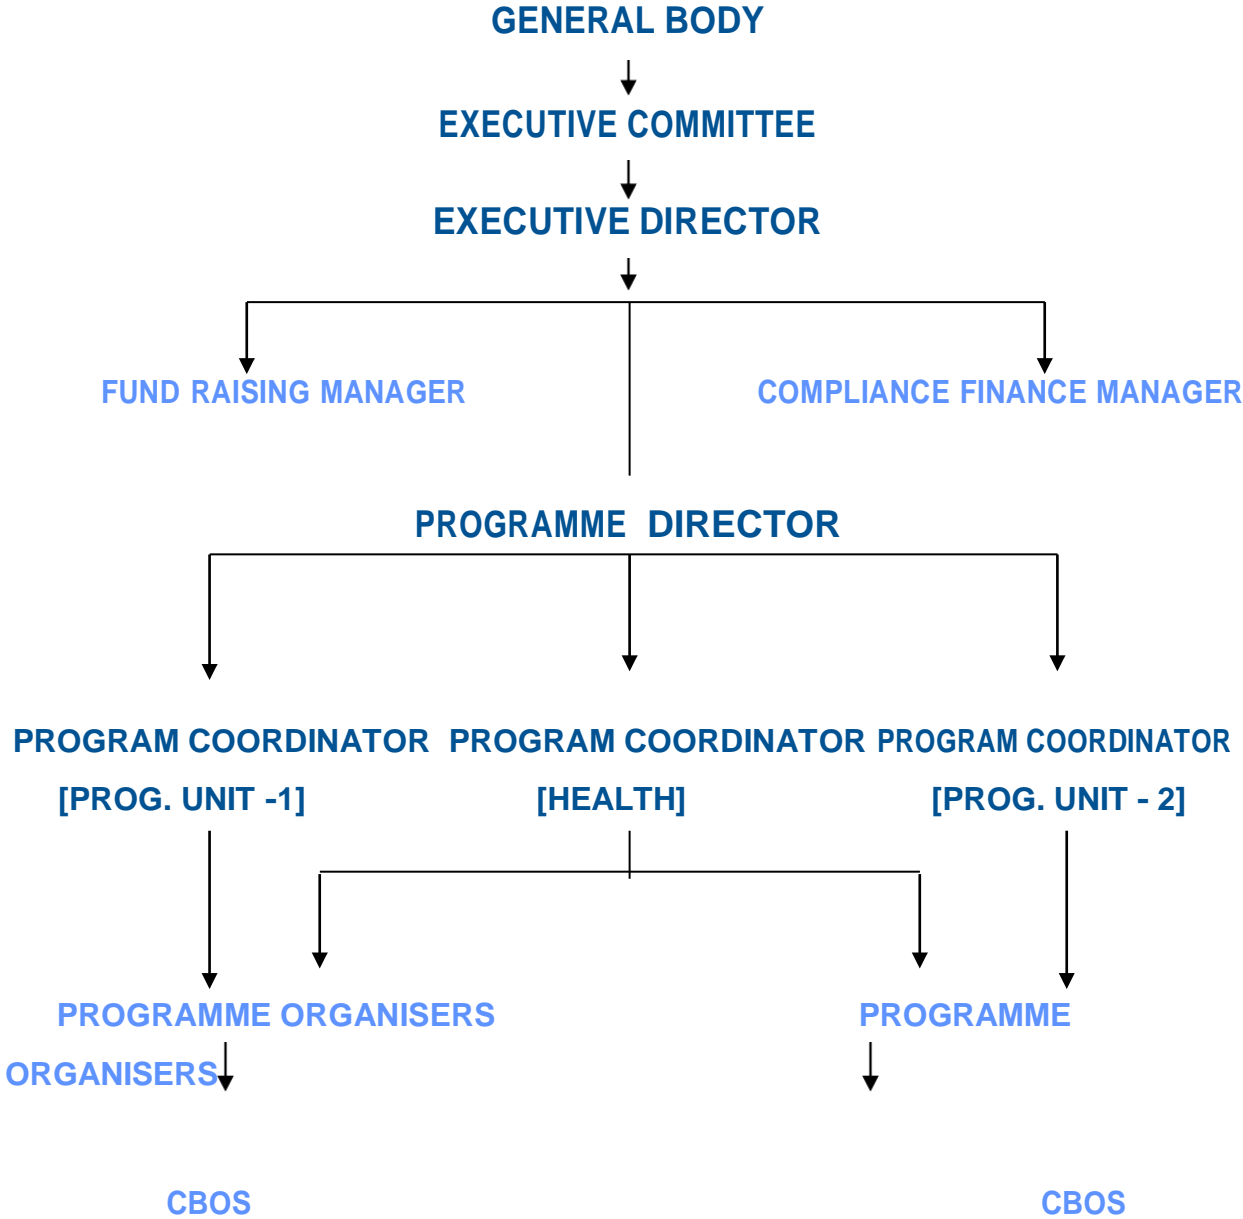 GENERAL BODY
EXECUTIVE COMMITTEE
EXECUTIVE DIRECTOR
FUND RAISING MANAGER COMPLIANCE FINANCE MANAGER
PROGRAMME DIRECTOR
PROGRAM COORDINATOR PROGRAM COORDINATOR PROGRAM COORDINATOR
[PROG. UNIT -1] [HEALTH] [PROG. UNIT - 2]
PROGRAMME ORGANISERS PROGRAMME
ORGANISERS
CBOS CBOS